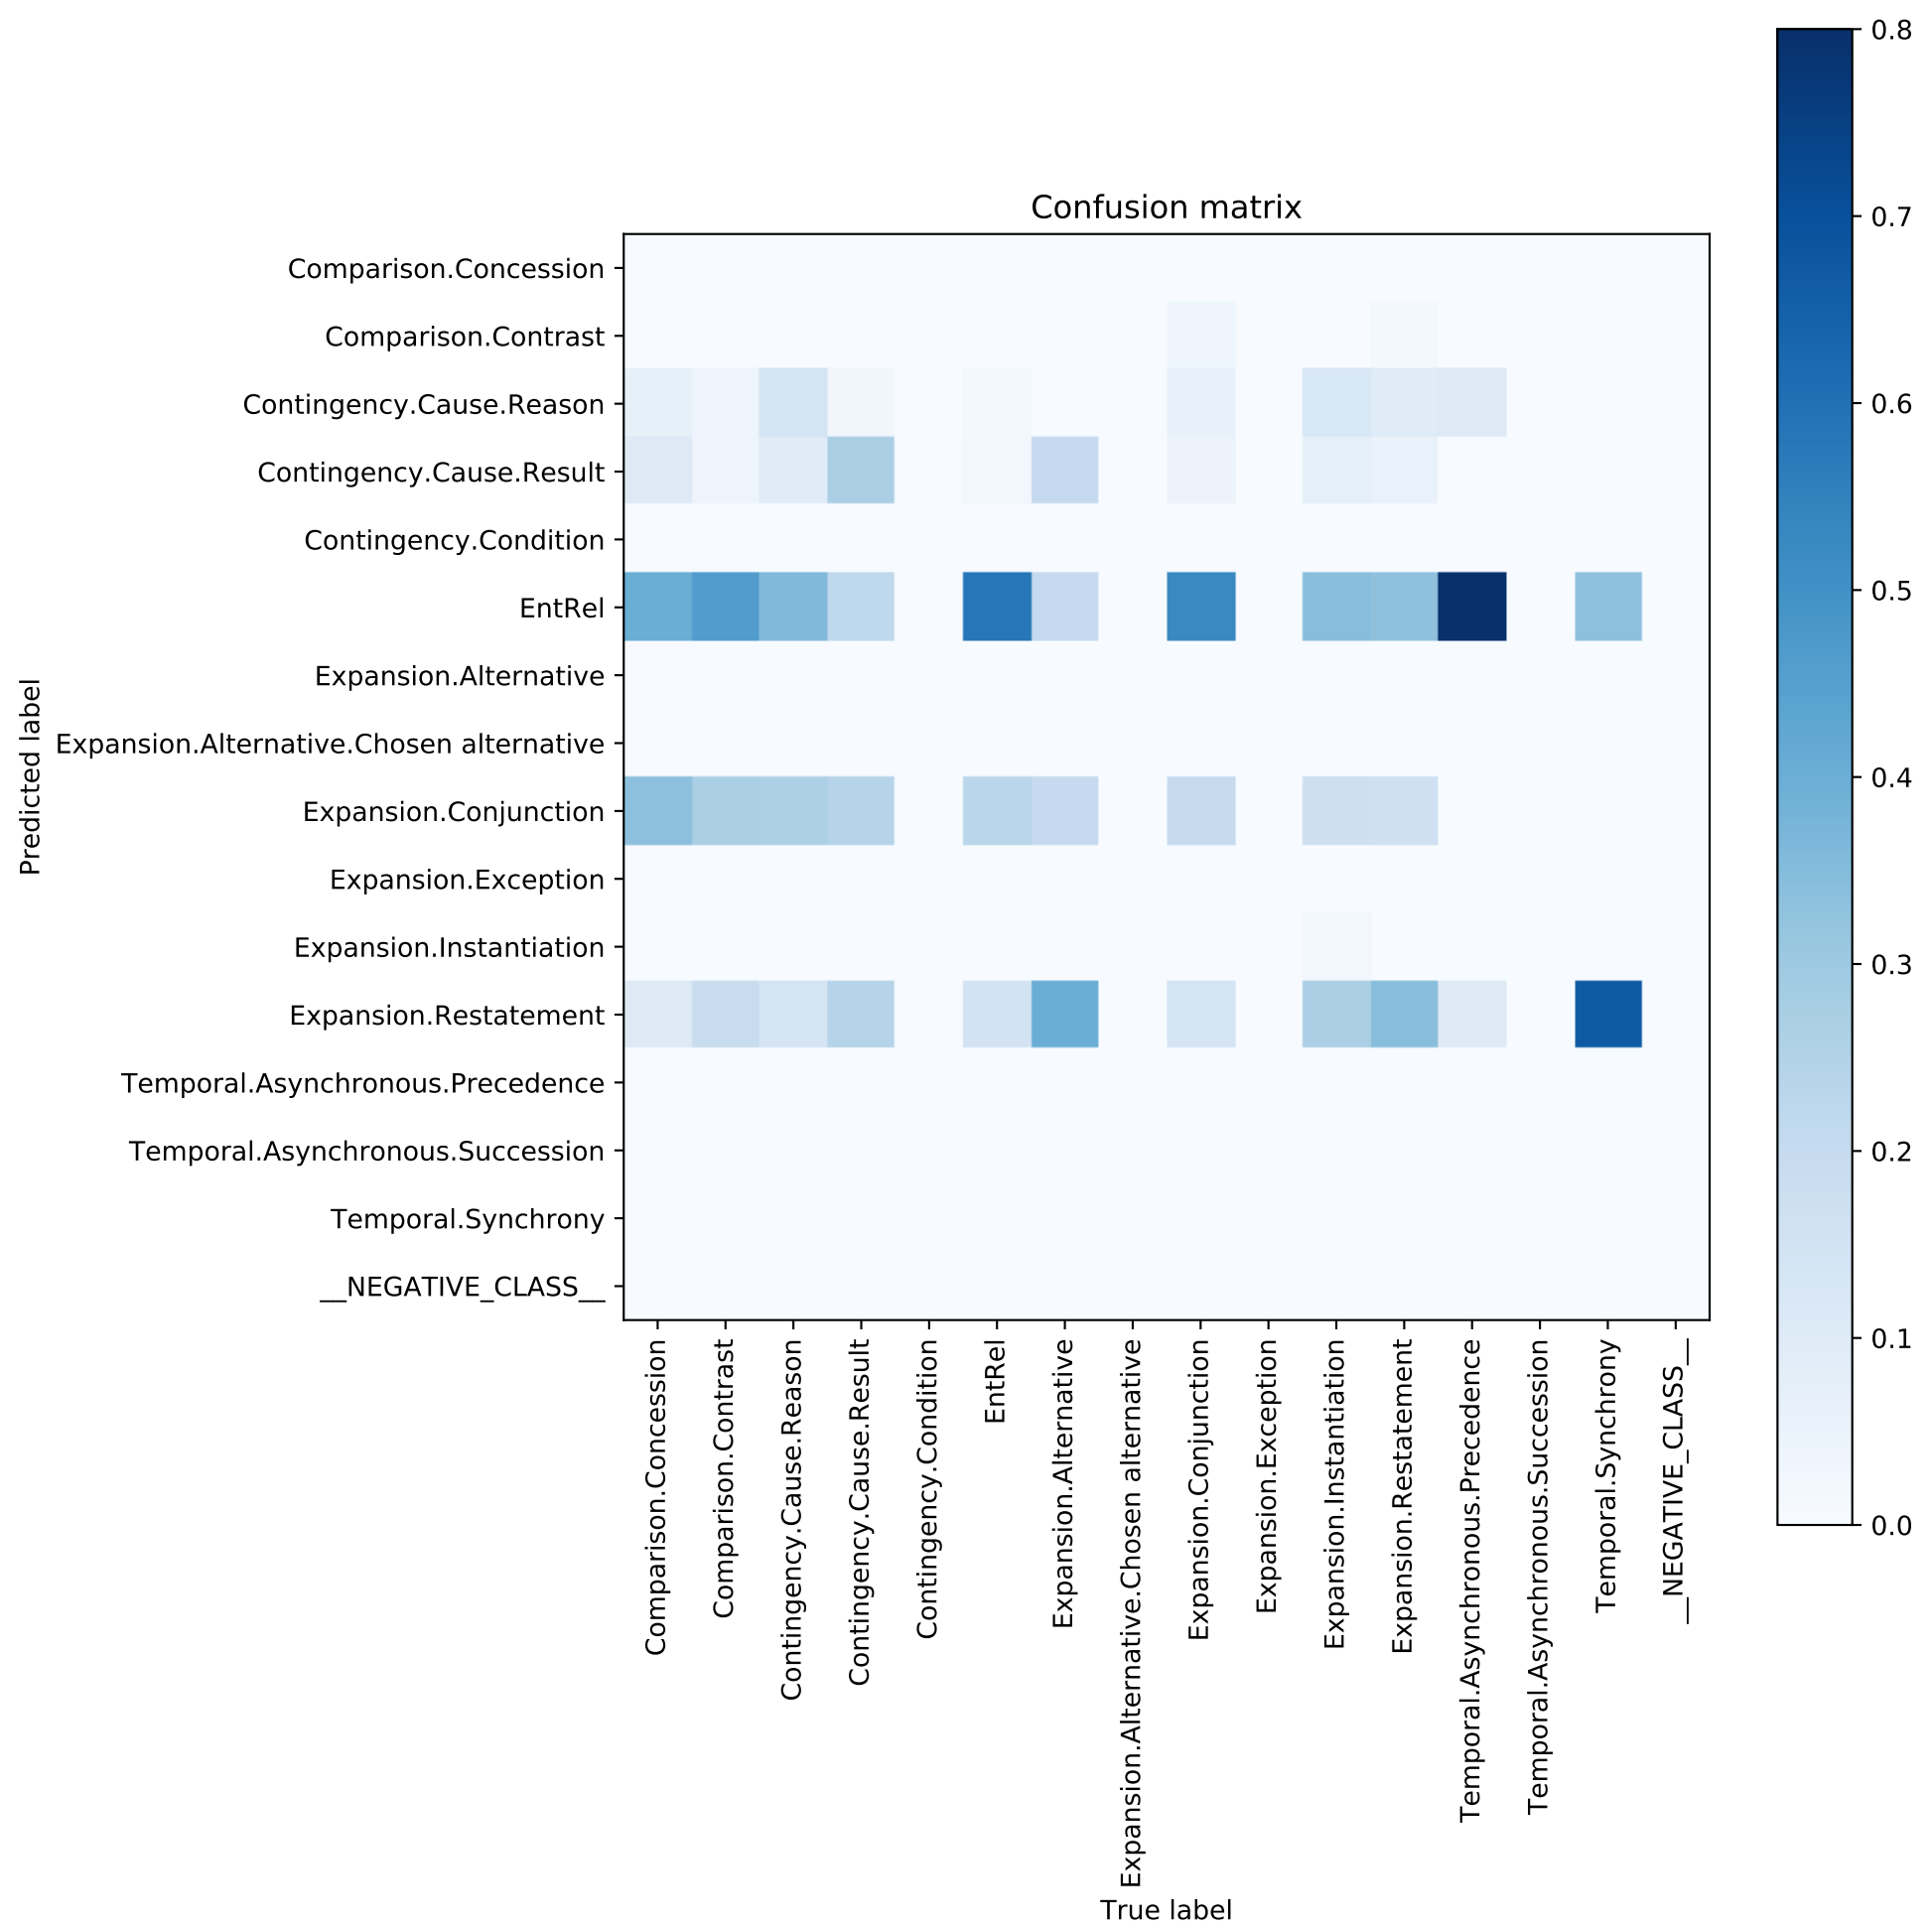 Confusion matrix
Predicted label
Comparison.Concession
Comparison.Contrast
Contingency.Cause.Reason
Contingency.Cause.Result
Contingency.Condition
EntRel
Expansion.Alternative
Expansion.Alternative.Chosen alternative
Expansion.Conjunction
Expansion.Exception
Expansion.Instantiation
Expansion.Restatement
Temporal.Asynchronous.Precedence
Temporal.Asynchronous.Succession
Temporal.Synchrony
__NEGATIVE_CLASS__
Comparison.Concession
Comparison.Contrast
Contingency.Cause.Reason
Contingency.Cause.Result
Contingency.Condition
EntRel
Expansion.Alternative
Expansion.Alternative.Chosen alternative
Expansion.Conjunction
Expansion.Exception
Expansion.Instantiation
Expansion.Restatement
Temporal.Asynchronous.Precedence
Temporal.Asynchronous.Succession
Temporal.Synchrony
__NEGATIVE_CLASS__
True label
0.8
0.7
0.6
0.5
0.4
0.3
0.2
0.1
0.0